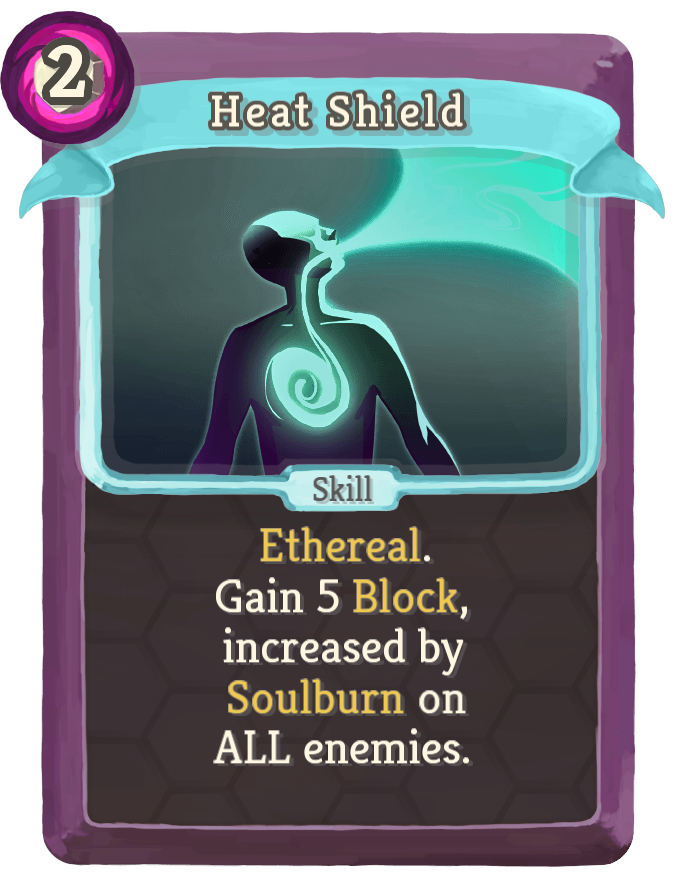 2
Heat Shield
Skill
Ethereal.
Gain 5 Block,
increased by
Soulburn on
ALL enemies.